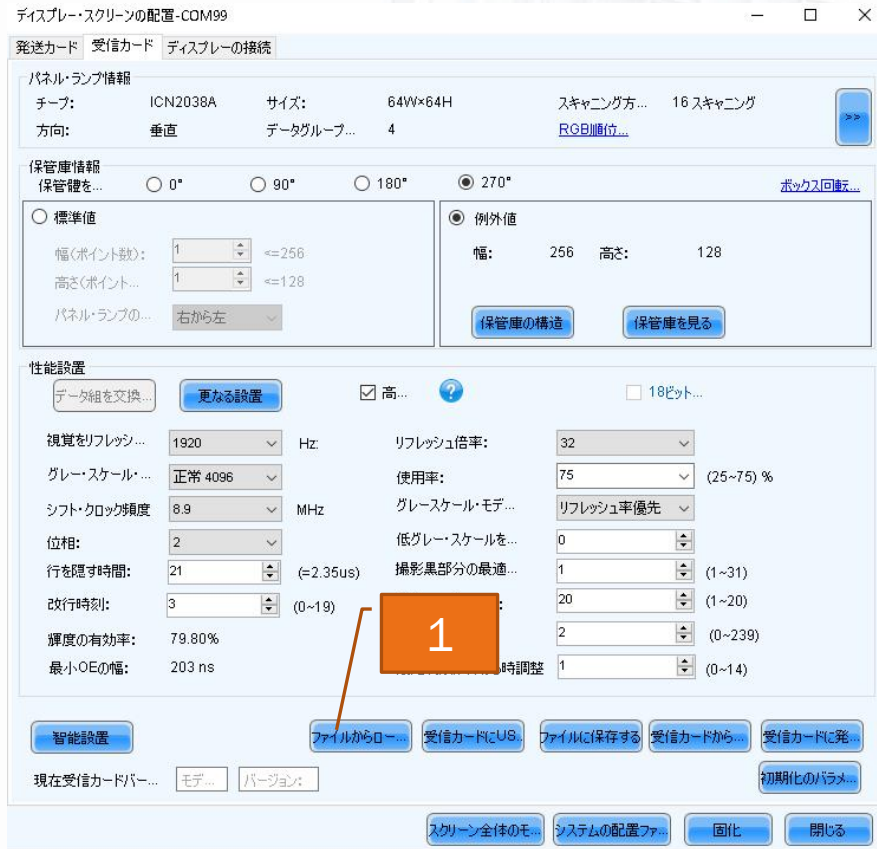 ディスプレー・スクリーンの配置-COM99
発送カード 受信カード ディスプレーの接続
パネル・ランプ情報
チープ: ICN2038A サイズ: 64W×64H スキャニング方... 16 スキャニング
方向: 垂直 データグループ... 4 RGB順位...
>>
保管庫情報
保管體を... 0° 90° 180° 270° ボックス回転...
標準値
幅(ポイント数): 1 <=256
高さ(ポイント... 1 <=128
パネル・ランプの... 右から左
例外値
幅: 256 高さ: 128
保管庫の構造 保管庫を見る
性能設置
データ組を交換... 更なる設置 高... ? 18ビット...
視覚をリフレッシ... 1920 Hz: リフレッシュ倍率: 32
グレー・スケール・... 正常 4096 使用率: 75 (25~75) %
シフト・クロック頻度 8.9 MHz グレースケール・モデ... リフレッシュ率優先
位相: 2 低グレー・スケールを... 0
行を隠す時間: 21 (=2.35us) 撮影黒部分の最適... 1 (1~31)
改行時刻: 3 (0~19) : 20 (1~20)
1
輝度の有効率: 79.80% 2 (0~239)
最小OEの幅: 203 ns 時調整 1 (0~14)
智能設置 ファイルからロー... 受信カードにUS. ファイルに保存する 受信カードから... 受信カードに発...
現在受信カードバー... モデ... バージョン: 初期化のパラメ...
スクリーン全体のモ... システムの配置ファ... 固化 閉じる